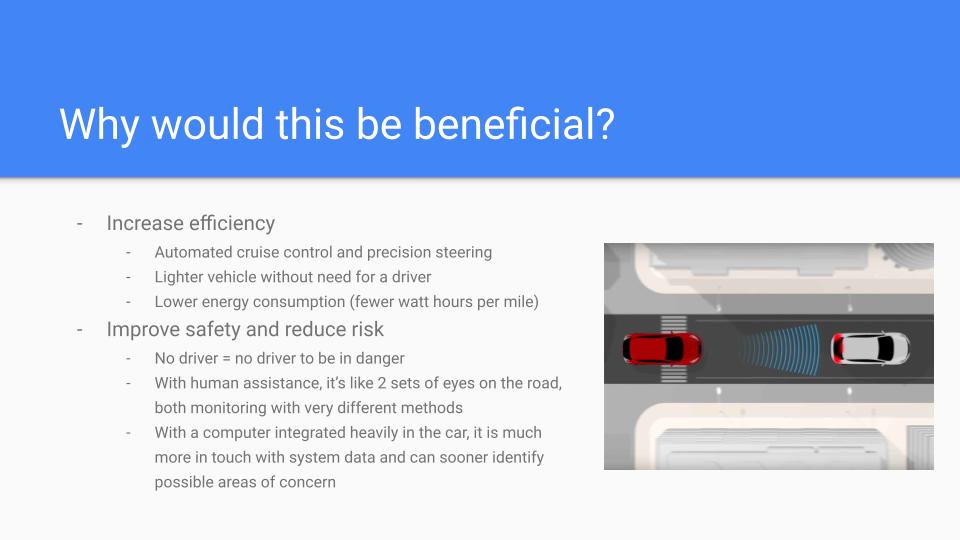 Why would this be beneficial?
- Increase efficiency
- Automated cruise control and precision steering
- Lighter vehicle without need for a driver
- Lower energy consumption (fewer watt hours per mile)
- Improve safety and reduce risk
- No driver = no driver to be in danger
- With human assistance, it’s like 2 sets of eyes on the road,
both monitoring with very different methods
- With a computer integrated heavily in the car, it is much
more in touch with system data and can sooner identify
possible areas of concern